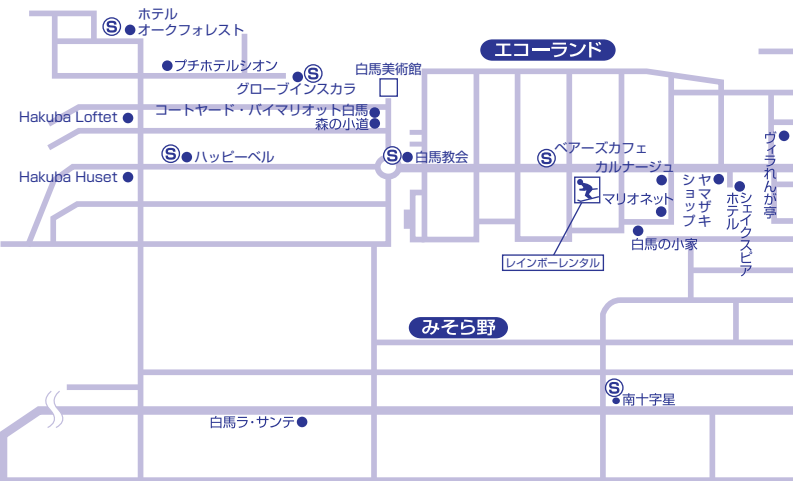 ホテル
Ⓢ オークフォレスト
プチホテルシオン
Ⓢ
グローブインスカラ
白馬美術館
エコーランド
コートヤード・バイマリオット白馬
Hakuba Loftet
森の小道
Ⓢ ハッピーベル
Ⓢ 白馬教会
Ⓢ ベアーズカフェ
カルナージュ
Hakuba Huset
マリオネット
ヤマザキ
ショップ
シェイクスピア
ホテル
ヴィラれんが亭
白馬の小家
レインボーレンタル
みそら野
Ⓢ
南十字星
白馬ラ・サンテ